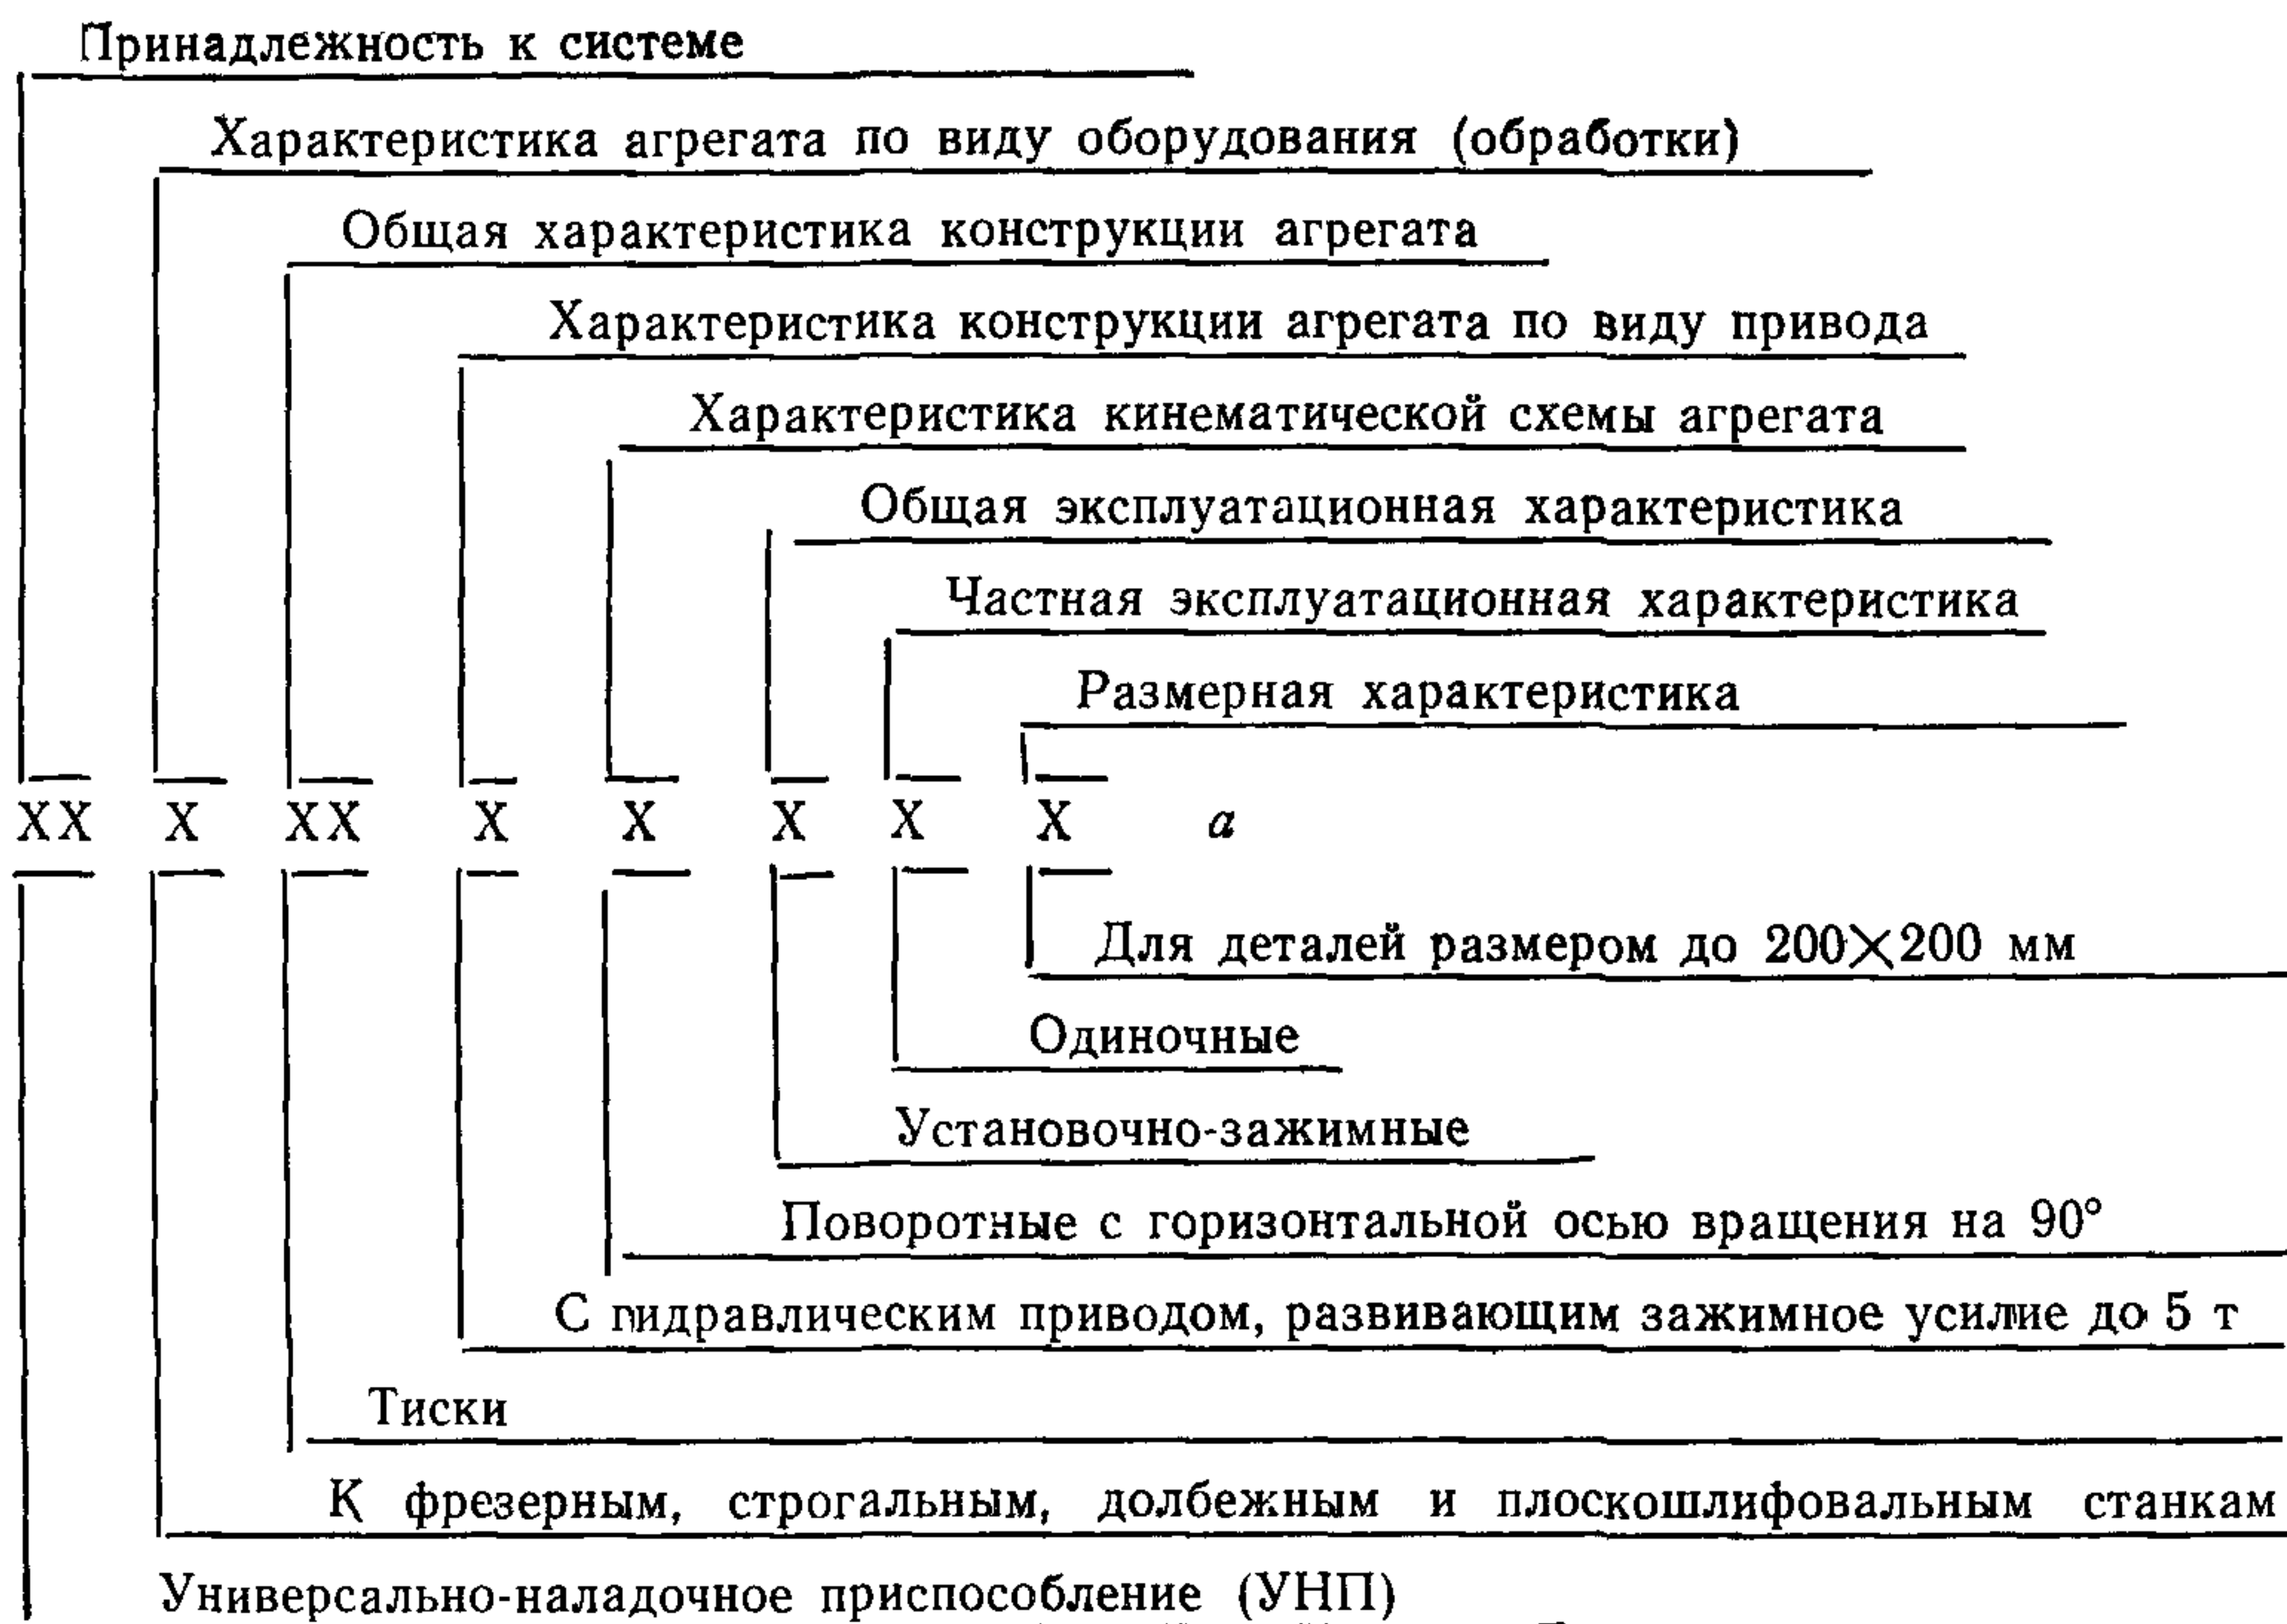 Принадлежность к системе
Характеристика агрегата по виду оборудования (обработки)
Общая характеристика конструкции агрегата
Характеристика конструкции агрегата по виду привода
Характеристика кинематической схемы агрегата
Общая эксплуатационная характеристика
Частная эксплуатационная характеристика
Размерная характеристика
XX X XX X X X X X а
Для деталей размером до 200×200 мм
Одиночные
Установочно-зажимные
Поворотные с горизонтальной осью вращения на 90°
С гидравлическим приводом, развивающим зажимное усилие до 5 т
Тиски
К фрезерным, строгальным, долбежным и плоскошлифовальным станкам
Универсально-наладочное приспособление (УНП)